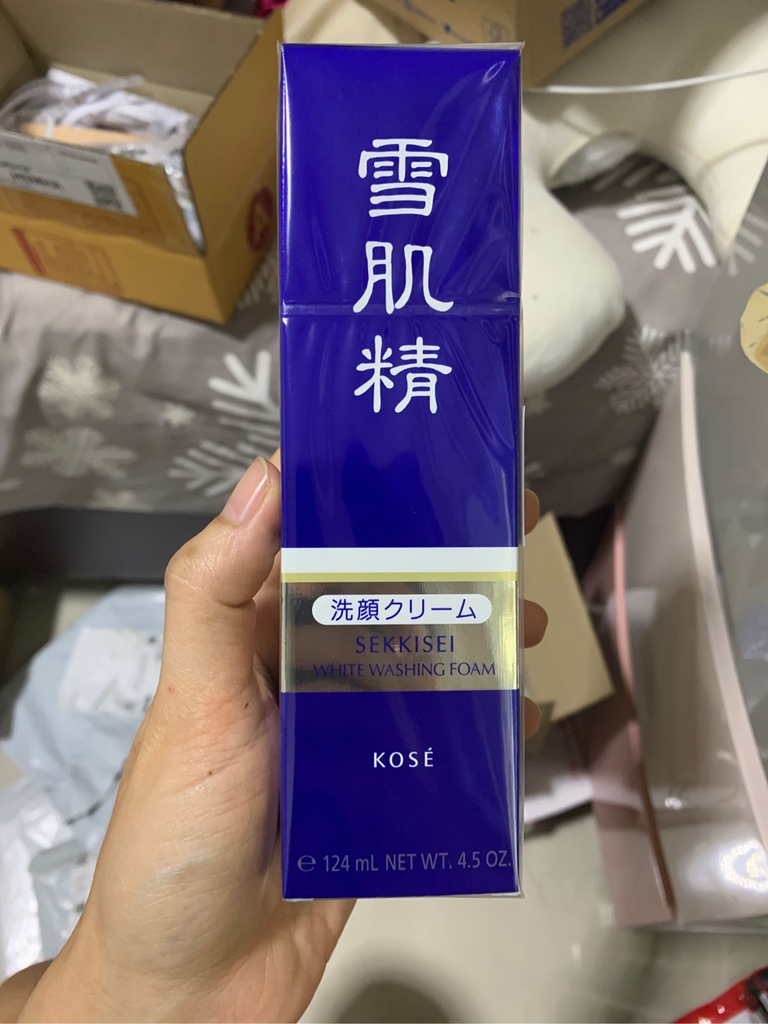 雪肌精
洗顔クリーム
SEKKISEI
WHITE WASHING FOAM
KOSÉ
℮ 124 mL NET WT. 4.5 OZ.